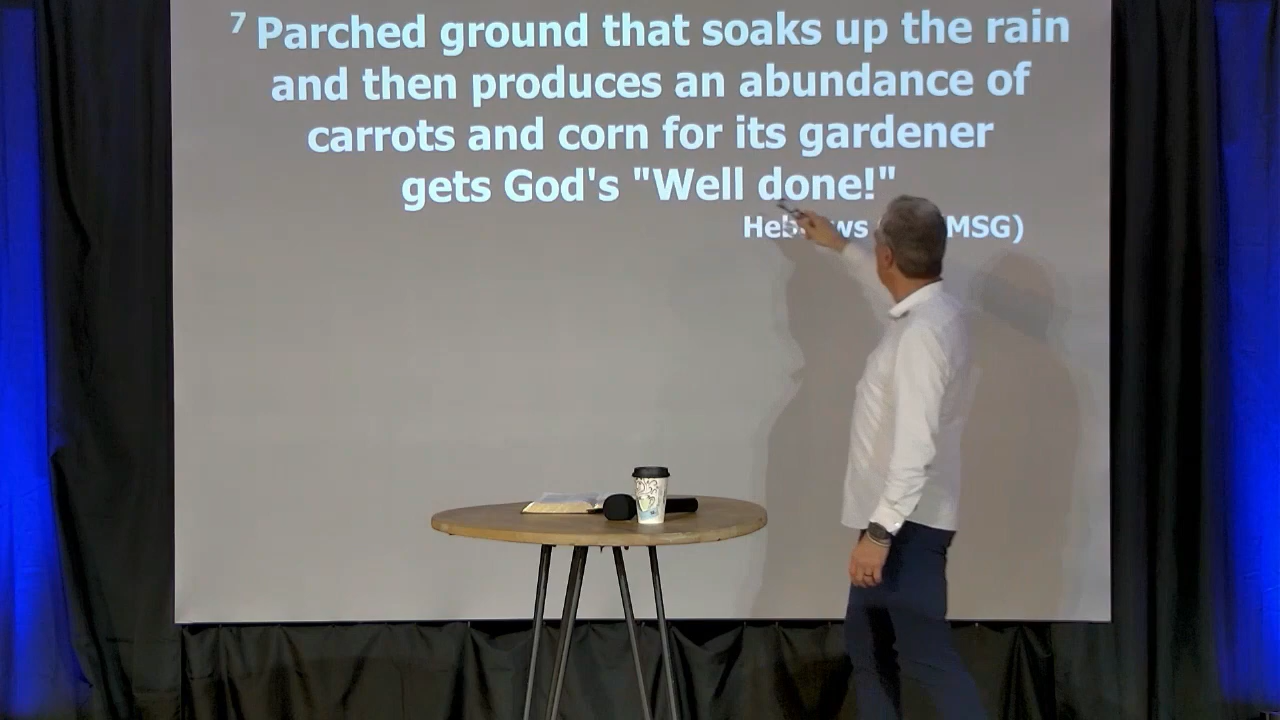 7 Parched ground that soaks up the rain
and then produces an abundance of
carrots and corn for its gardener
gets God's "Well done!"
MSG)